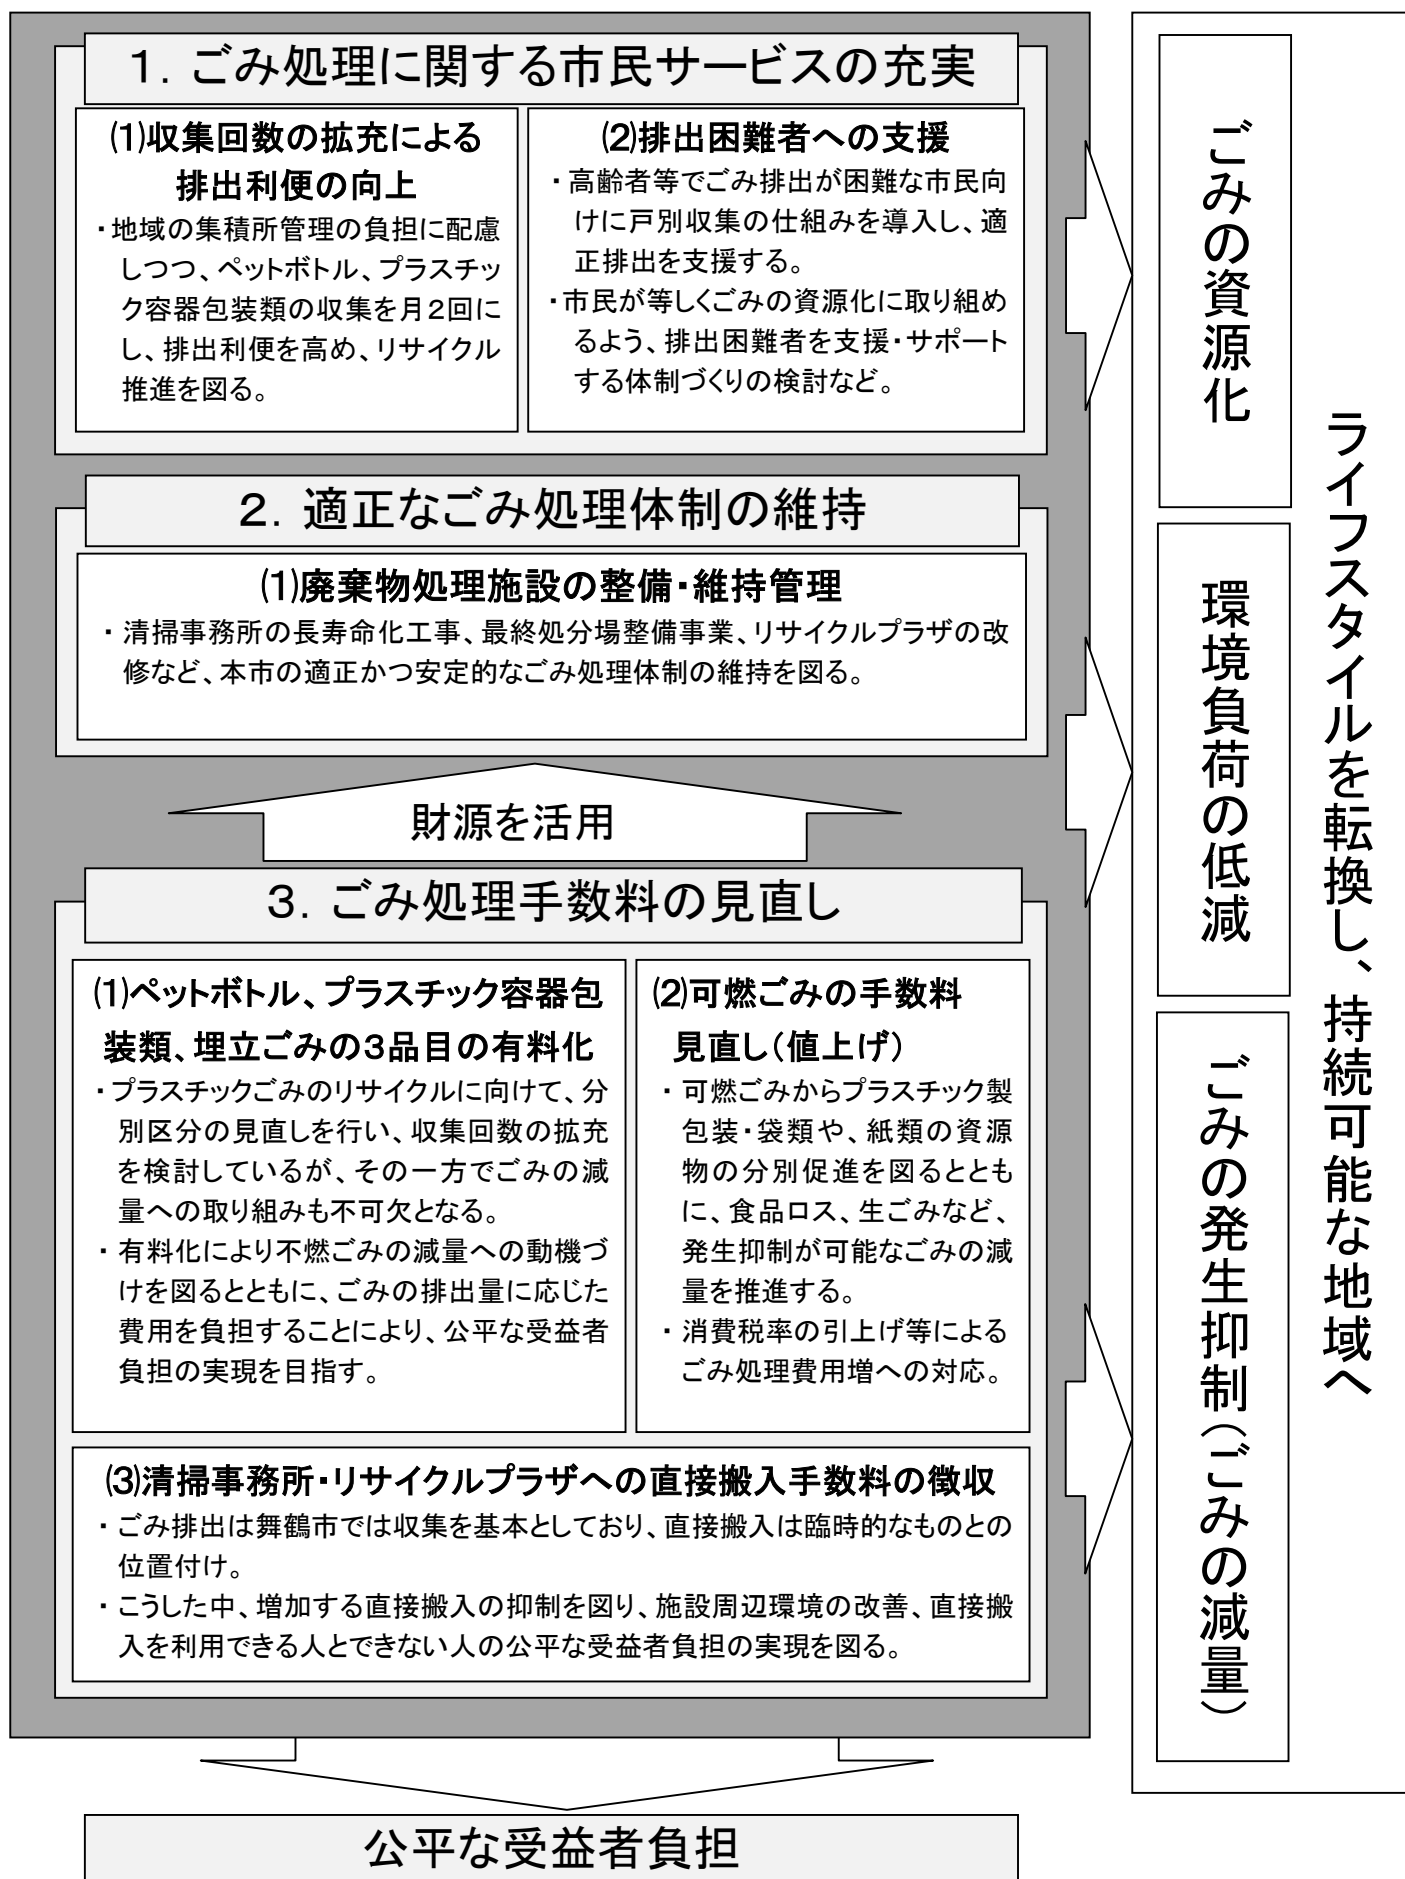 1．ごみ処理に関する市民サービスの充実
⑴収集回数の拡充による
排出利便の向上
・地域の集積所管理の負担に配慮
しつつ、ペットボトル、プラスチッ
ク容器包装類の収集を月２回に
し、排出利便を高め、リサイクル
推進を図る。
⑵排出困難者への支援
・高齢者等でごみ排出が困難な市民向
けに戸別収集の仕組みを導入し、適
正排出を支援する。
・市民が等しくごみの資源化に取り組め
るよう、排出困難者を支援・サポート
する体制づくりの検討など。
２．適正なごみ処理体制の維持
⑴廃棄物処理施設の整備・維持管理
・清掃事務所の長寿命化工事、最終処分場整備事業、リサイクルプラザの改
修など、本市の適正かつ安定的なごみ処理体制の維持を図る。
財源を活用
３．ごみ処理手数料の見直し
⑴ペットボトル、プラスチック容器包
装類、埋立ごみの３品目の有料化
・プラスチックごみのリサイクルに向けて、分
別区分の見直しを行い、収集回数の拡充
を検討しているが、その一方でごみの減
量への取り組みも不可欠となる。
・有料化により不燃ごみの減量への動機づ
けを図るとともに、ごみの排出量に応じた
費用を負担することにより、公平な受益者
負担の実現を目指す。
⑵可燃ごみの手数料
見直し（値上げ）
・可燃ごみからプラスチック製
包装・袋類や、紙類の資源
物の分別促進を図るととも
に、食品ロス、生ごみなど、
発生抑制が可能なごみの減
量を推進する。
・消費税率の引上げ等による
ごみ処理費用増への対応。
⑶清掃事務所・リサイクルプラザへの直接搬入手数料の徴収
・ごみ排出は舞鶴市では収集を基本としており、直接搬入は臨時的なものとの
位置付け。
・こうした中、増加する直接搬入の抑制を図り、施設周辺環境の改善、直接搬
入を利用できる人とできない人の公平な受益者負担の実現を図る。
公平な受益者負担
ごみの資源化
環境負荷の低減
ごみの発生抑制（ごみの減量）
ライフスタイルを転換し、持続可能な地域へ